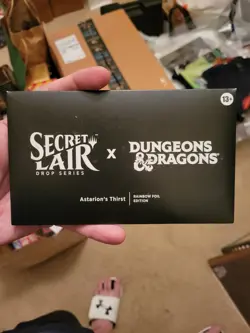 13+
SECRET
LAIR
DROP SERIES
X
DUNGEONS
& DRAGONS
Astarion's Thirst
RAINBOW FOIL
EDITION